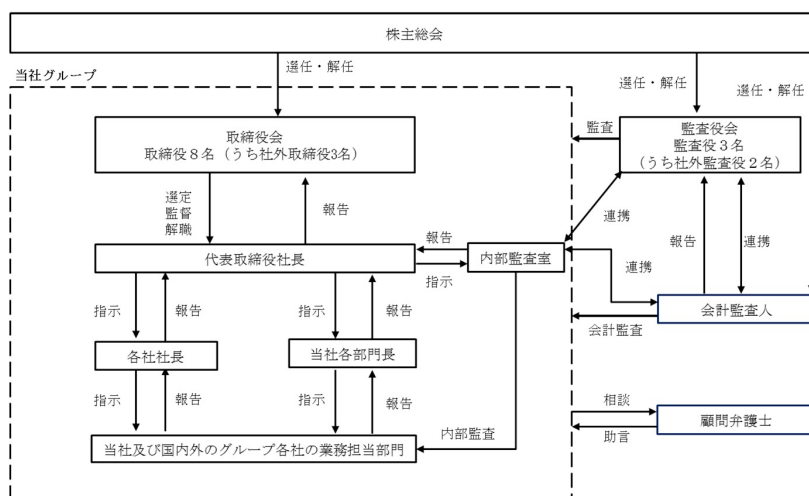 株主総会
当社グループ
選任・解任
選任・解任
選任・解任
取締役会
取締役８名（うち社外取締役3名）
監査
監査役会
監査役３名
（うち社外監査役２名）
選定
監督
解職
報告
連携
報告
連携
代表取締役社長
報告
指示
内部監査室
連携
会計監査人
会計監査
指示
報告
指示
報告
各社社長
当社各部門長
指示
報告
指示
報告
相談
助言
顧問弁護士
内部監査
当社及び国内外のグループ各社の業務担当部門